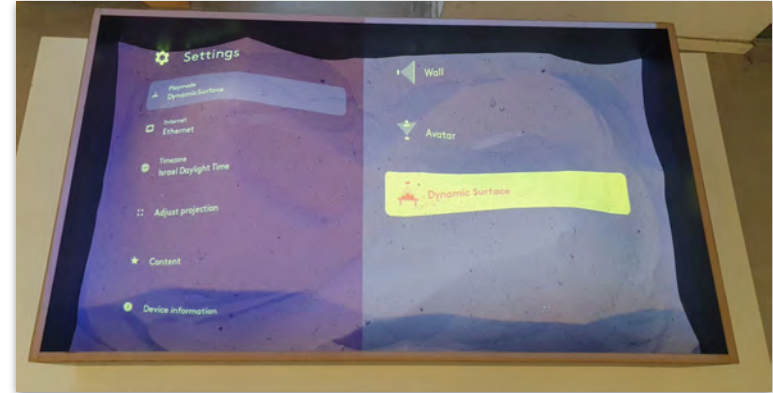 Settings
Playmode
Dynamic Surface
Internet
Ethernet
Timezone
Israel Daylight Time
Adjust projection
Content
Device information
Wall
Avatar
Dynamic Surface